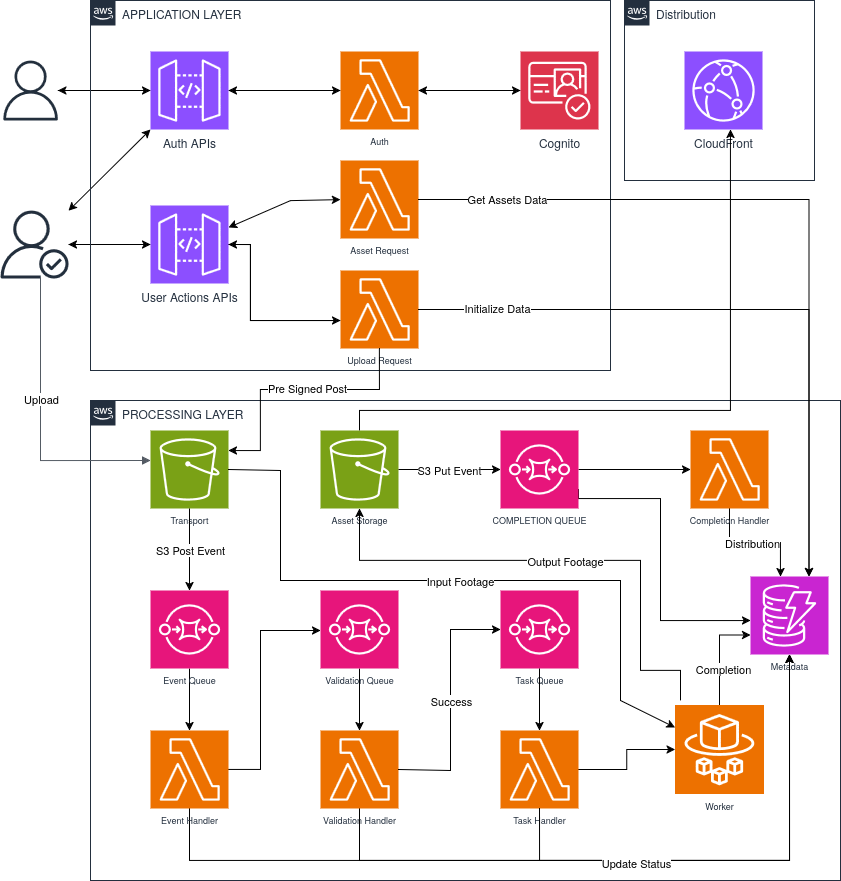 aws
APPLICATION LAYER
aws
Distribution
Auth APIs
Auth
Cognito
CloudFront
Get Assets Data
Asset Request
User Actions APIs
Initialize Data
Upload Request
Pre Signed Post
Upload
aws
PROCESSING LAYER
S3 Put Event
Transport
Asset Storage
COMPLETION QUEUE
Completion Handler
S3 Post Event
Distribution
Output Footage
Input Footage
Event Queue
Validation Queue
Task Queue
Metadata
Completion
Success
Worker
Event Handler
Validation Handler
Task Handler
Update Status